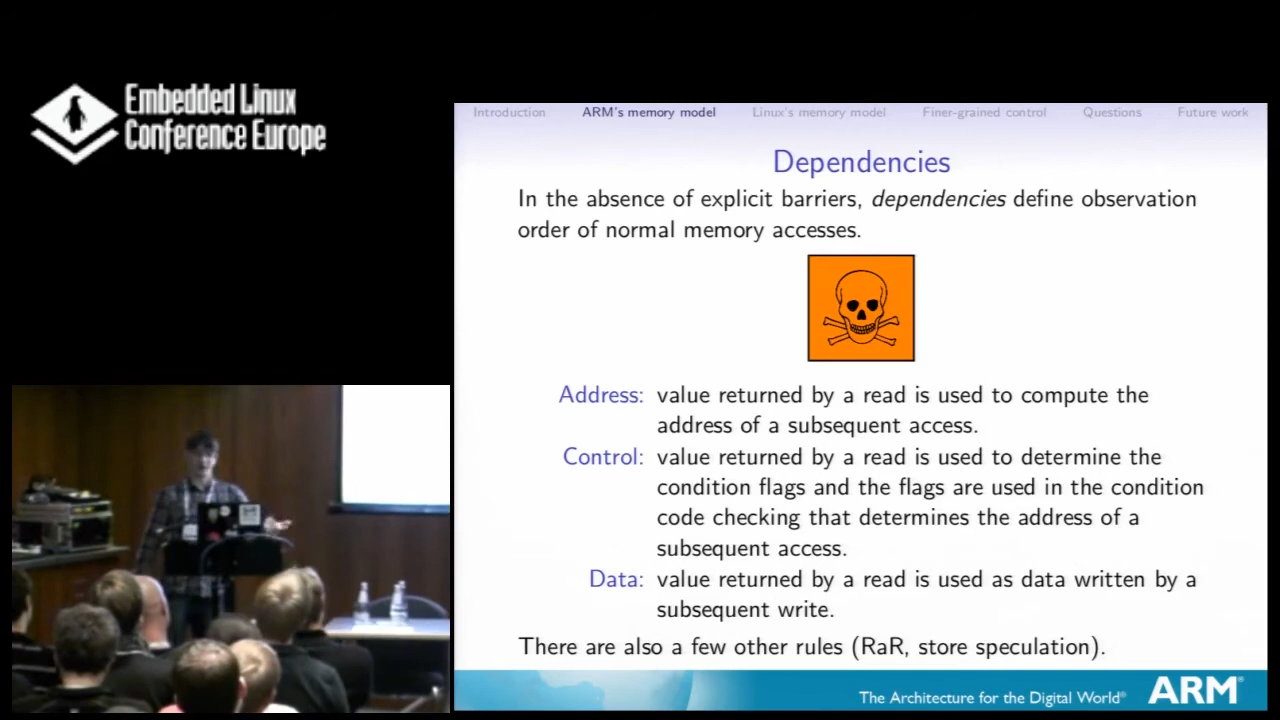 Embedded Linux
Conference Europe
Introduction ARM's memory model Linux's memory model Finer-grained control Questions Future work
Dependencies
In the absence of explicit barriers, dependencies define observation
order of normal memory accesses.
Address: value returned by a read is used to compute the
address of a subsequent access.
Control: value returned by a read is used to determine the
condition flags and the flags are used in the condition
code checking that determines the address of a
subsequent access.
Data: value returned by a read is used as data written by a
subsequent write.
There are also a few other rules (RaR, store speculation).
The Architecture for the Digital World® ARM®